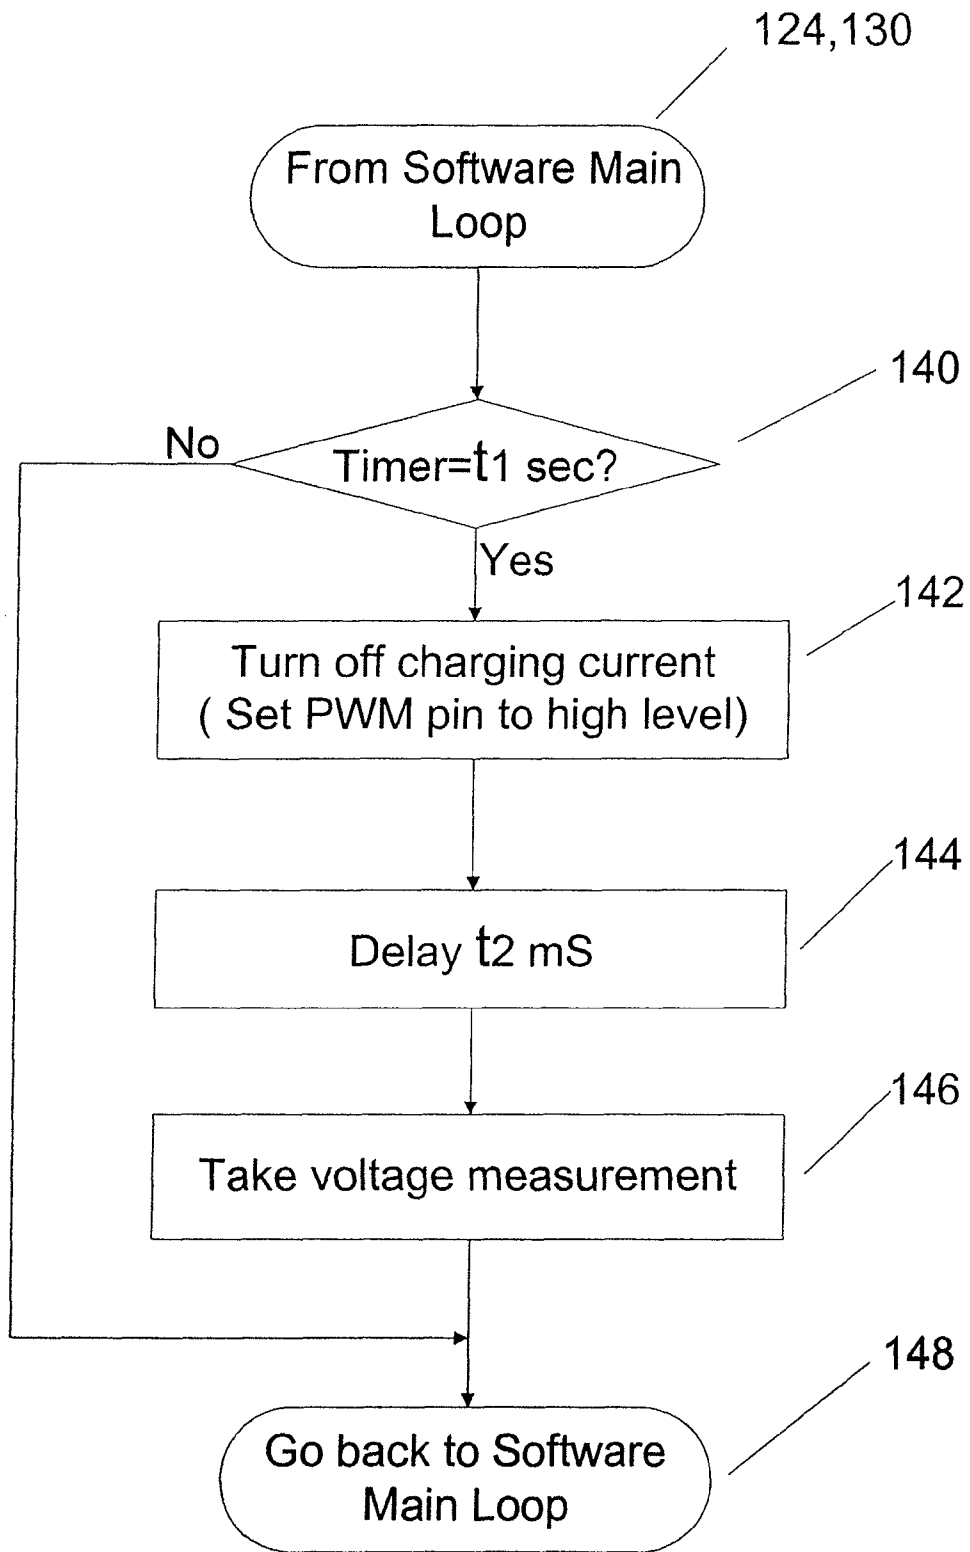 124,130
From Software Main
Loop
140
No
Timer=t1 sec?
Yes
142
Turn off charging current
( Set PWM pin to high level)
144
Delay t2 mS
146
Take voltage measurement
148
Go back to Software
Main Loop